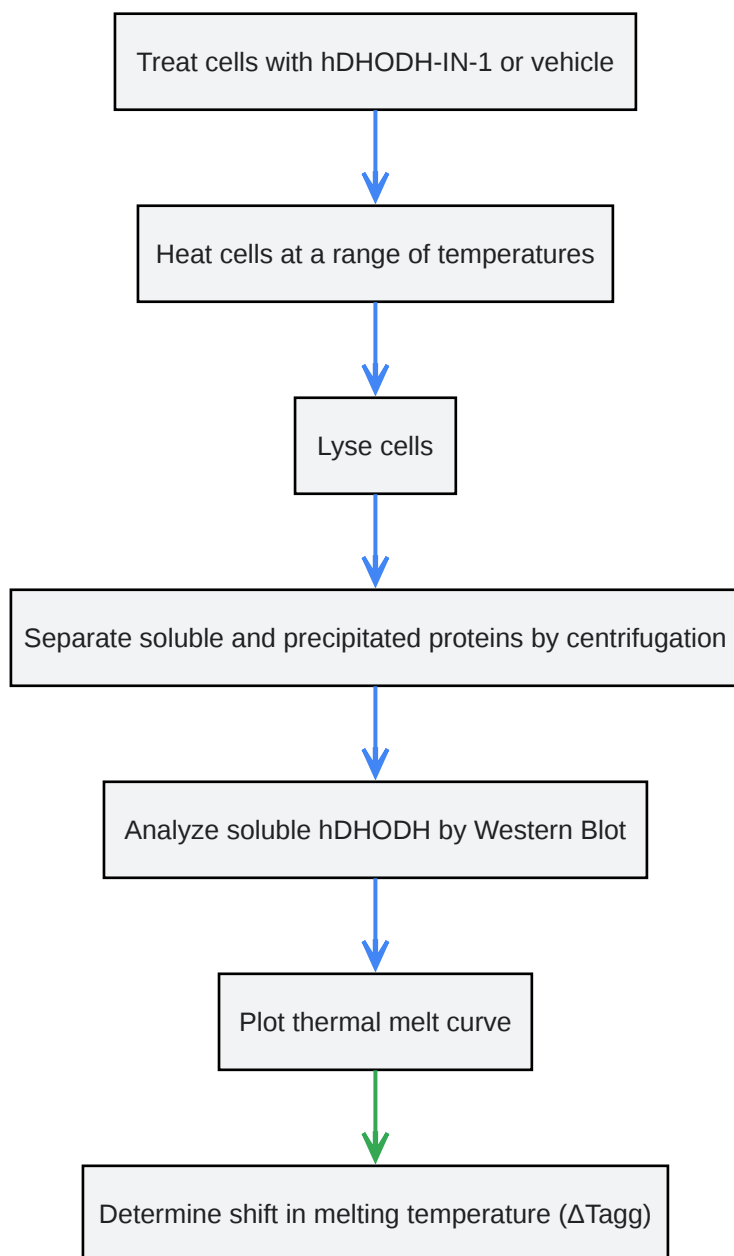 Treat cells with hDHODH-IN-1 or vehicle
Heat cells at a range of temperatures
Lyse cells
Separate soluble and precipitated proteins by centrifugation
Analyze soluble hDHODH by Western Blot
Plot thermal melt curve
Determine shift in melting temperature (ΔTagg)